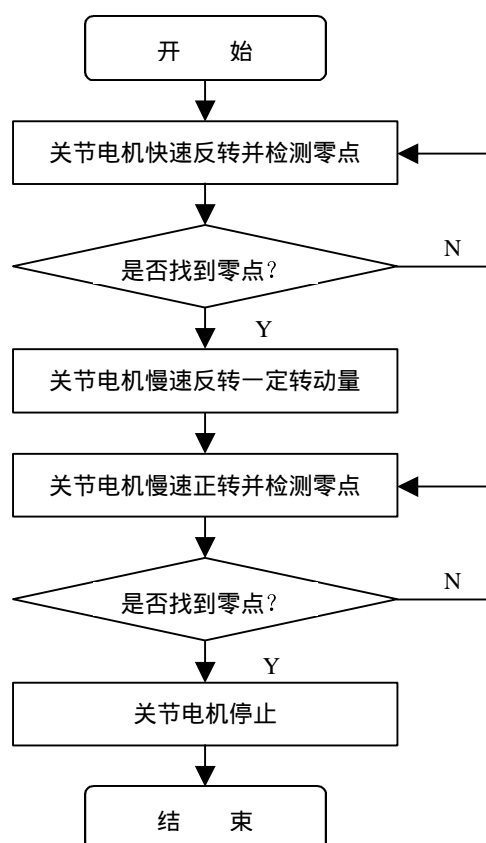 开 始
关节电机快速反转并检测零点
是否找到零点?
N
Y
关节电机慢速反转一定转动量
关节电机慢速正转并检测零点
是否找到零点?
N
Y
关节电机停止
结 束